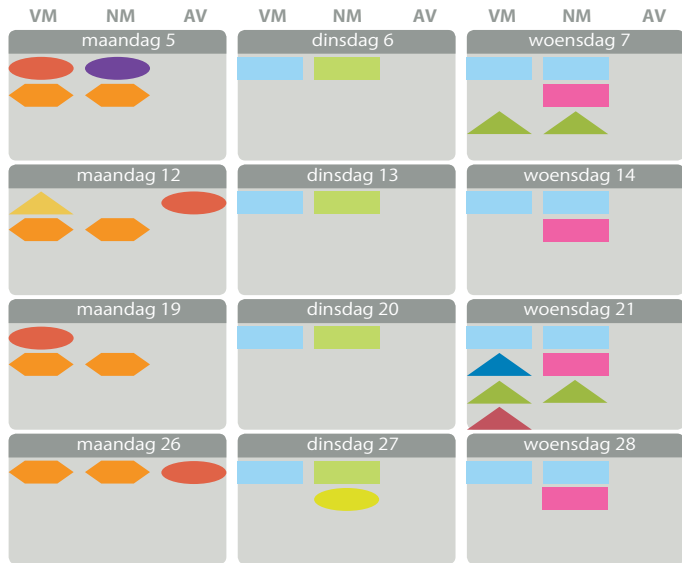 VM NM AV VM NM AV VM NM AV
maandag 5 dinsdag 6 woensdag 7
maandag 12 dinsdag 13 woensdag 14
maandag 19 dinsdag 20 woensdag 21
maandag 26 dinsdag 27 woensdag 28